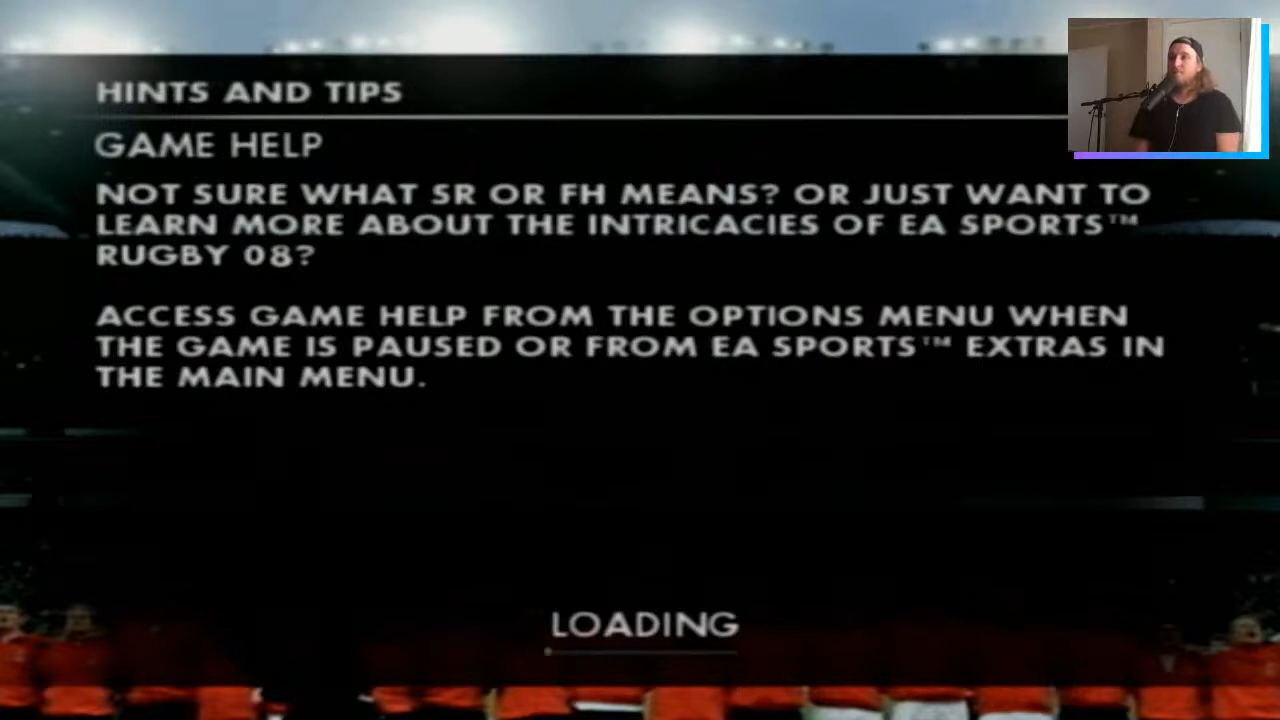 HINTS AND TIPS
GAME HELP
NOT SURE WHAT SR OR FH MEANS? OR JUST WANT TO
LEARN MORE ABOUT THE INTRICACIES OF EA SPORTS™
RUGBY 08?
ACCESS GAME HELP FROM THE OPTIONS MENU WHEN
THE GAME IS PAUSED OR FROM EA SPORTS™ EXTRAS IN
THE MAIN MENU.
LOADING